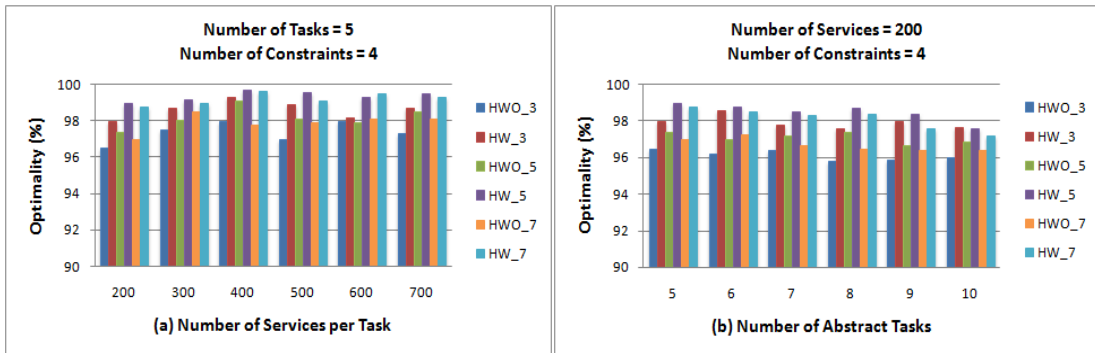 Number of Tasks = 5
Number of Constraints = 4
Optimality (%)
100
98
96
94
92
90
200 300 400 500 600 700
(a) Number of Services per Task
HWO_3
HW_3
HWO_5
HW_5
HWO_7
HW_7
Number of Services = 200
Number of Constraints = 4
Optimality (%)
100
98
96
94
92
90
5 6 7 8 9 10
(b) Number of Abstract Tasks
HWO_3
HW_3
HWO_5
HW_5
HWO_7
HW_7